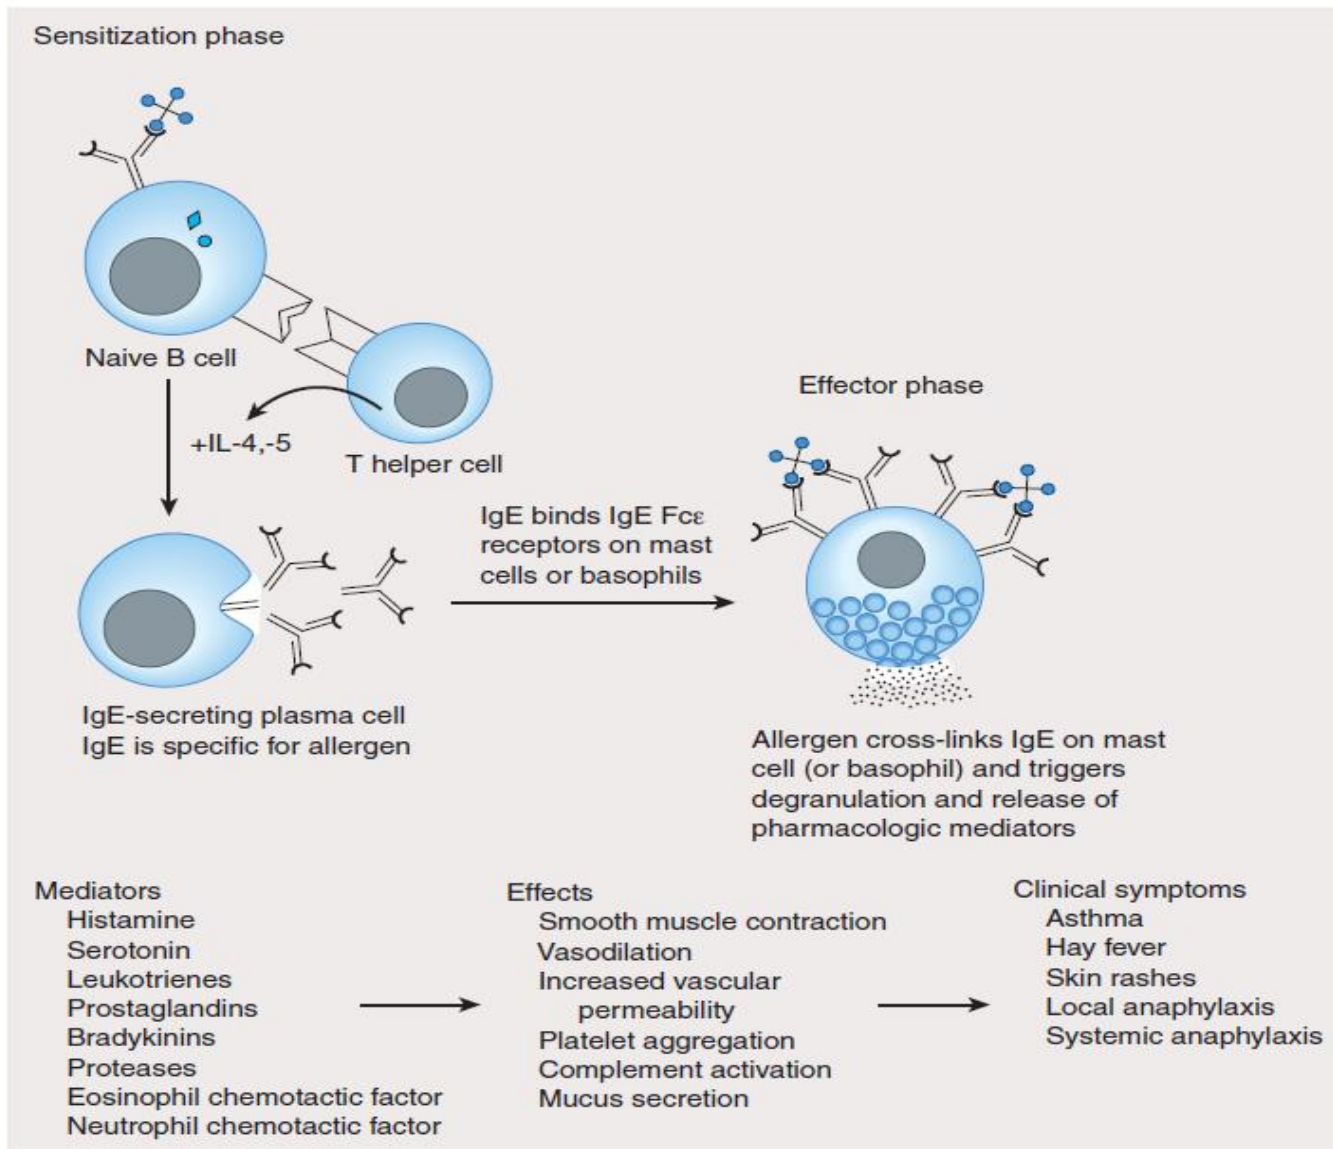 Sensitization phase
Naive B cell
+IL-4,-5
T helper cell
Effector phase
IgE binds IgE Fcε
receptors on mast
cells or basophils
IgE-secreting plasma cell
IgE is specific for allergen
Allergen cross-links IgE on mast
cell (or basophil) and triggers
degranulation and release of
pharmacologic mediators
Mediators
Histamine
Serotonin
Leukotrienes
Prostaglandins
Bradykinins
Proteases
Eosinophil chemotactic factor
Neutrophil chemotactic factor
Effects
Smooth muscle contraction
Vasodilation
Increased vascular
permeability
Platelet aggregation
Complement activation
Mucus secretion
Clinical symptoms
Asthma
Hay fever
Skin rashes
Local anaphylaxis
Systemic anaphylaxis